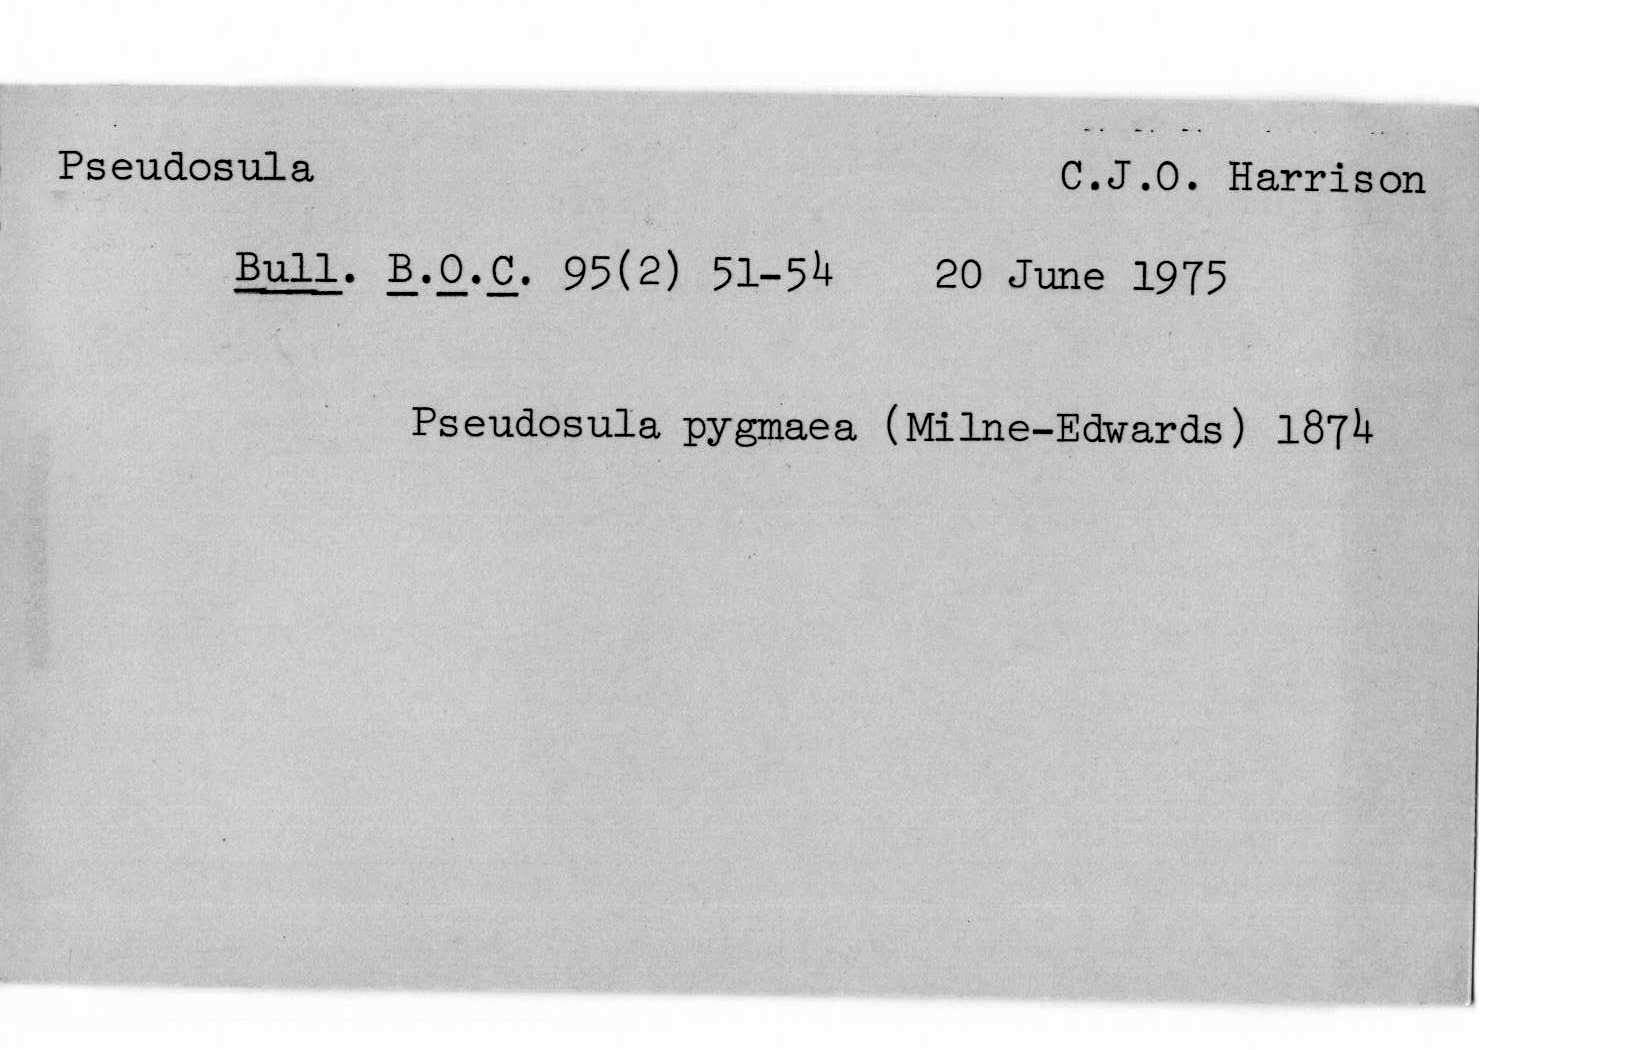 Pseudosula C.J.O. Harrison
Bull. B.O.C. 95(2) 51-54 20 June 1975
Pseudosula pygmaea (Milne-Edwards) 1874